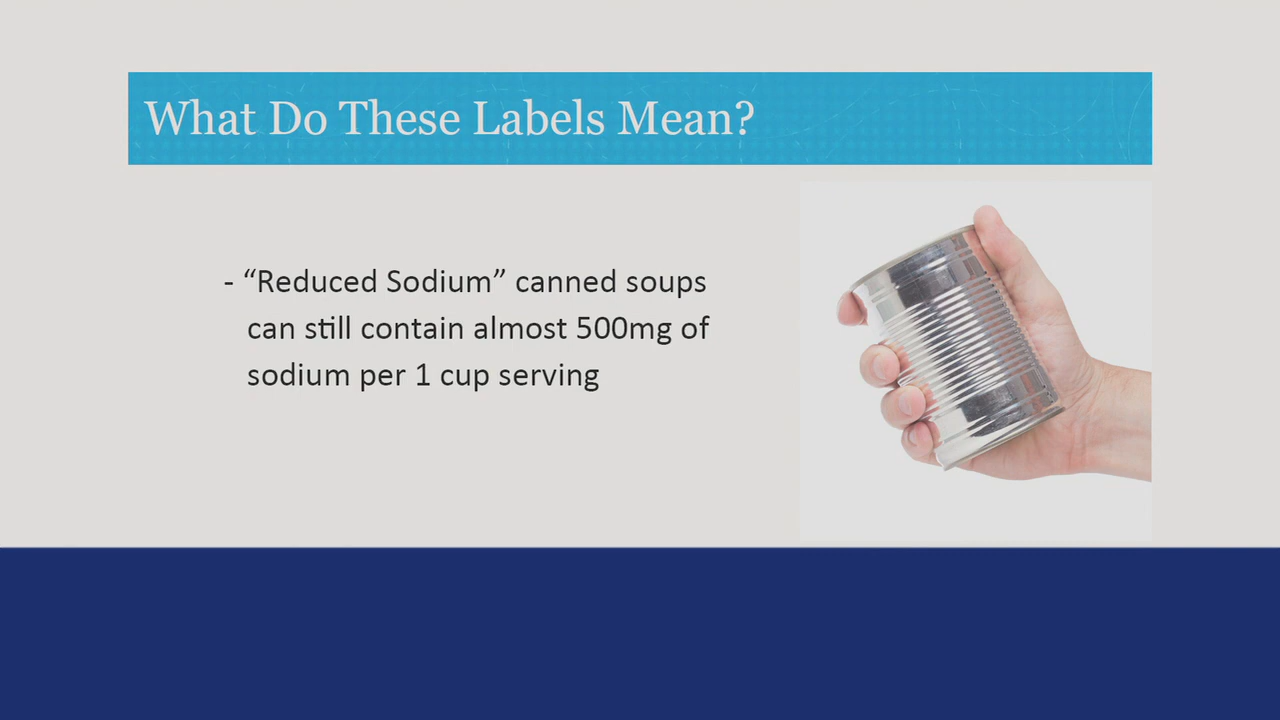 What Do These Labels Mean?
- “Reduced Sodium” canned soups
can still contain almost 500mg of
sodium per 1 cup serving